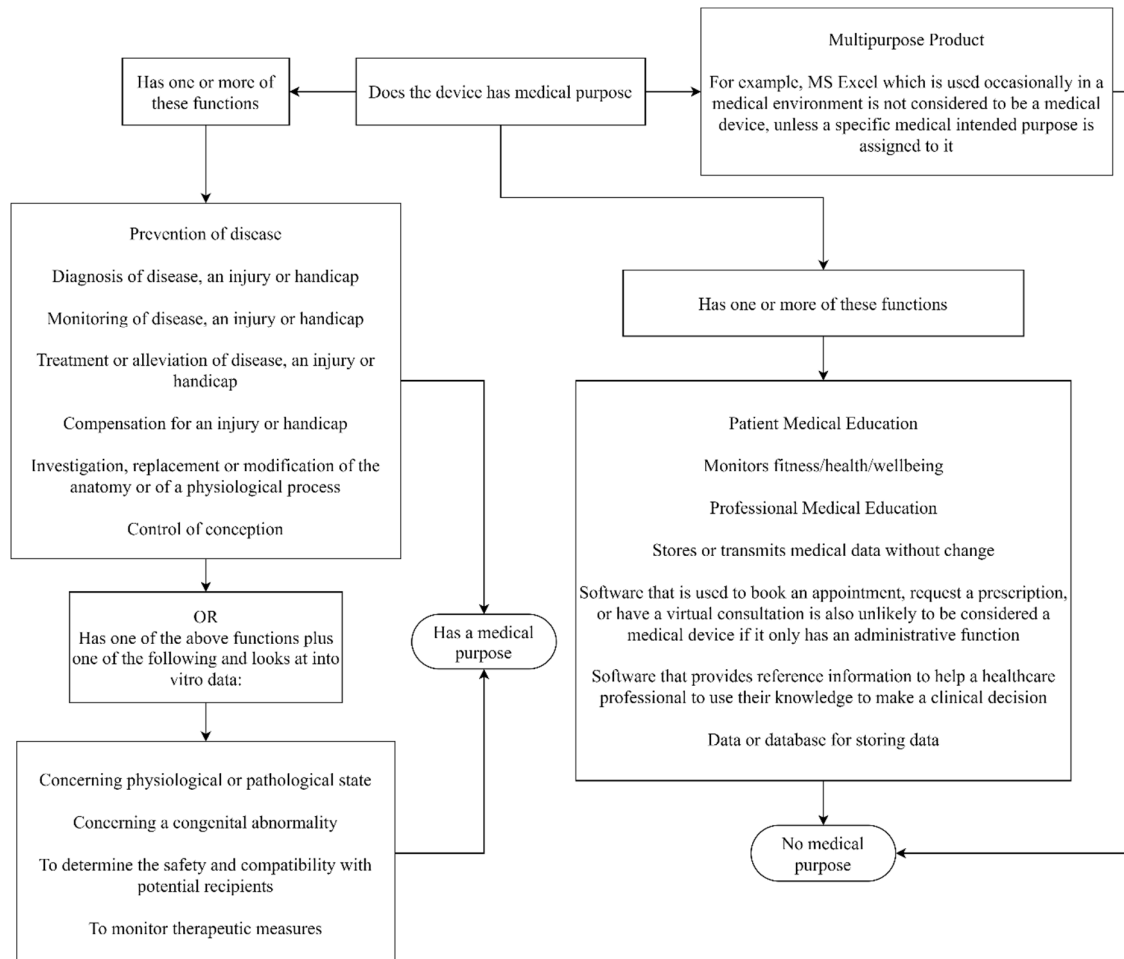 Has one or more of
these functions
Does the device has medical purpose
Multipurpose Product
For example, MS Excel which is used occasionally in a
medical environment is not considered to be a medical
device, unless a specific medical intended purpose is
assigned to it
Prevention of disease
Diagnosis of disease, an injury or handicap
Monitoring of disease, an injury or handicap
Treatment or alleviation of disease, an injury or
handicap
Compensation for an injury or handicap
Investigation, replacement or modification of the
anatomy or of a physiological process
Control of conception
OR
Has one of the above functions plus
one of the following and looks at into
vitro data:
Concerning physiological or pathological state
Concerning a congenital abnormality
To determine the safety and compatibility with
potential recipients
To monitor therapeutic measures
Has a medical
purpose
Has one or more of these functions
Patient Medical Education
Monitors fitness/health/wellbeing
Professional Medical Education
Stores or transmits medical data without change
Software that is used to book an appointment, request a prescription,
or have a virtual consultation is also unlikely to be considered a
medical device if it only has an administrative function
Software that provides reference information to help a healthcare
professional to use their knowledge to make a clinical decision
Data or database for storing data
No medical
purpose